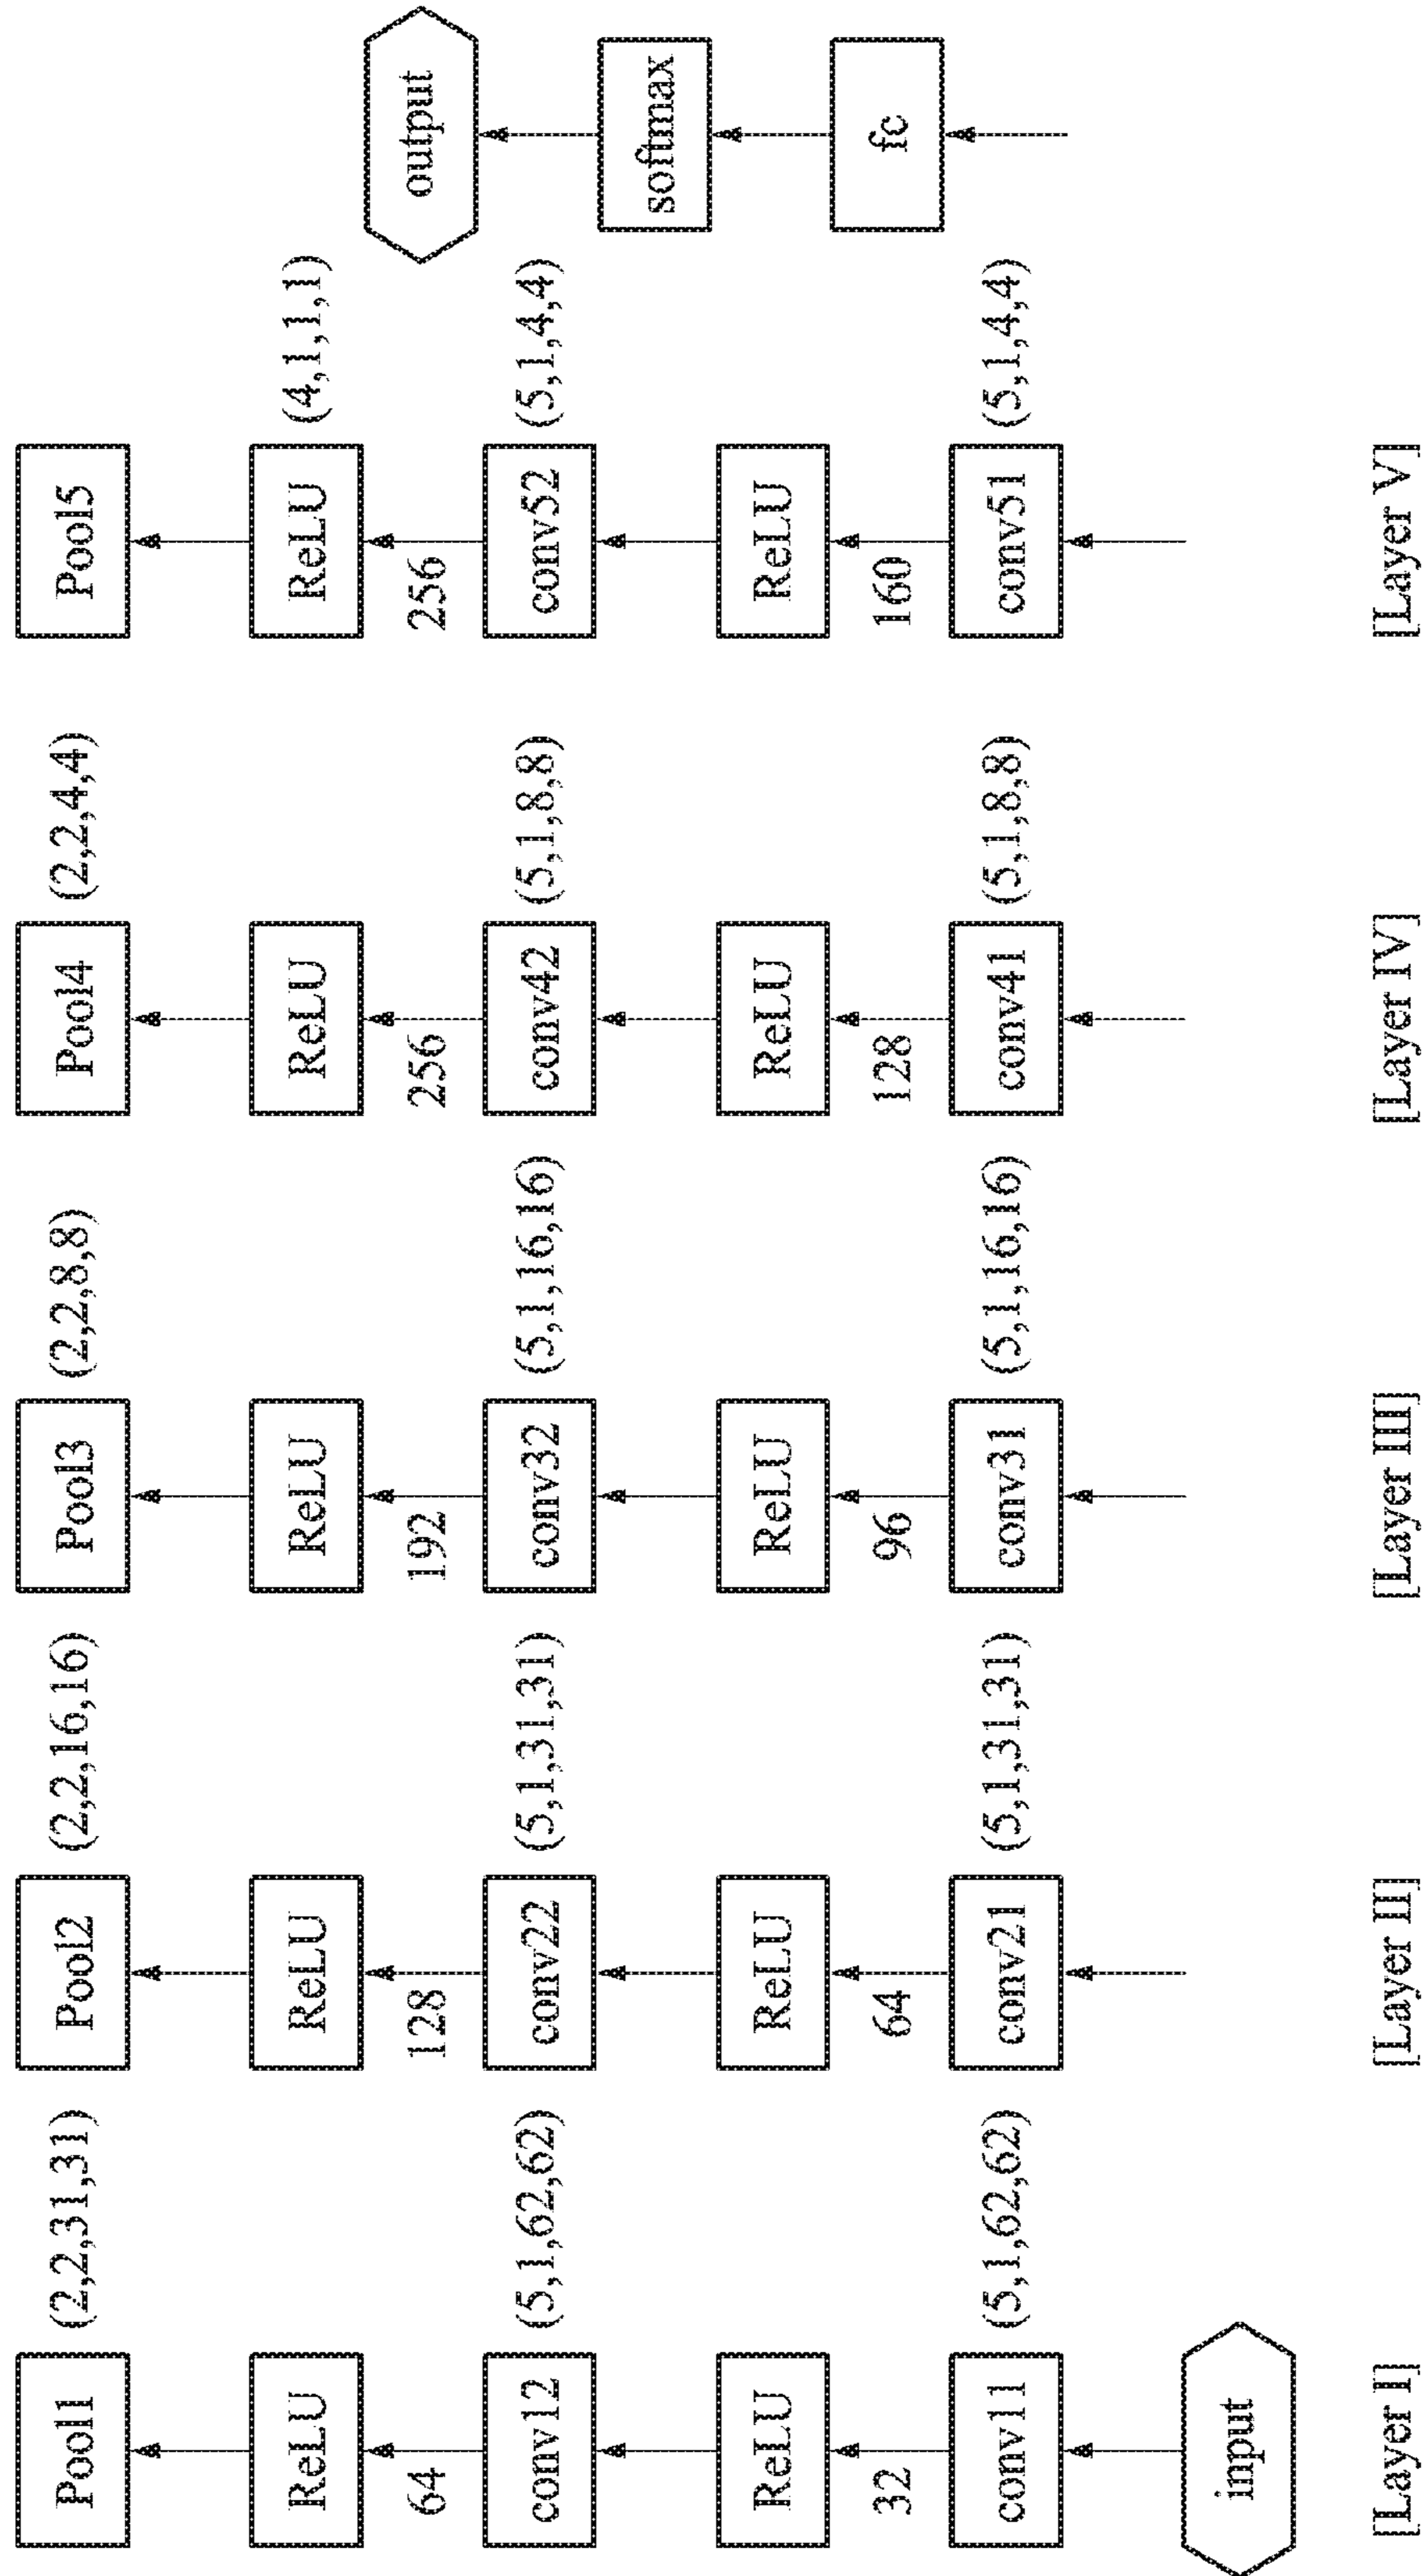 Pool1 (2,2,31,31) Pool2 (2,2,16,16) Pool3 (2,2,8,8) Pool4 (2,2,4,4) Pool5
ReLU ReLU ReLU ReLU ReLU (4,1,1,1)
64 128 192 256 256 output
conv12 (5,1,62,62) conv22 (5,1,31,31) conv32 (5,1,16,16) conv42 (5,1,8,8) conv52 (5,1,4,4)
softmax
ReLU ReLU ReLU ReLU ReLU
32 64 96 128 160 fc
conv11 (5,1,62,62) conv21 (5,1,31,31) conv31 (5,1,16,16) conv41 (5,1,8,8) conv51 (5,1,4,4)
input
[Layer I] [Layer II] [Layer III] [Layer IV] [Layer V]